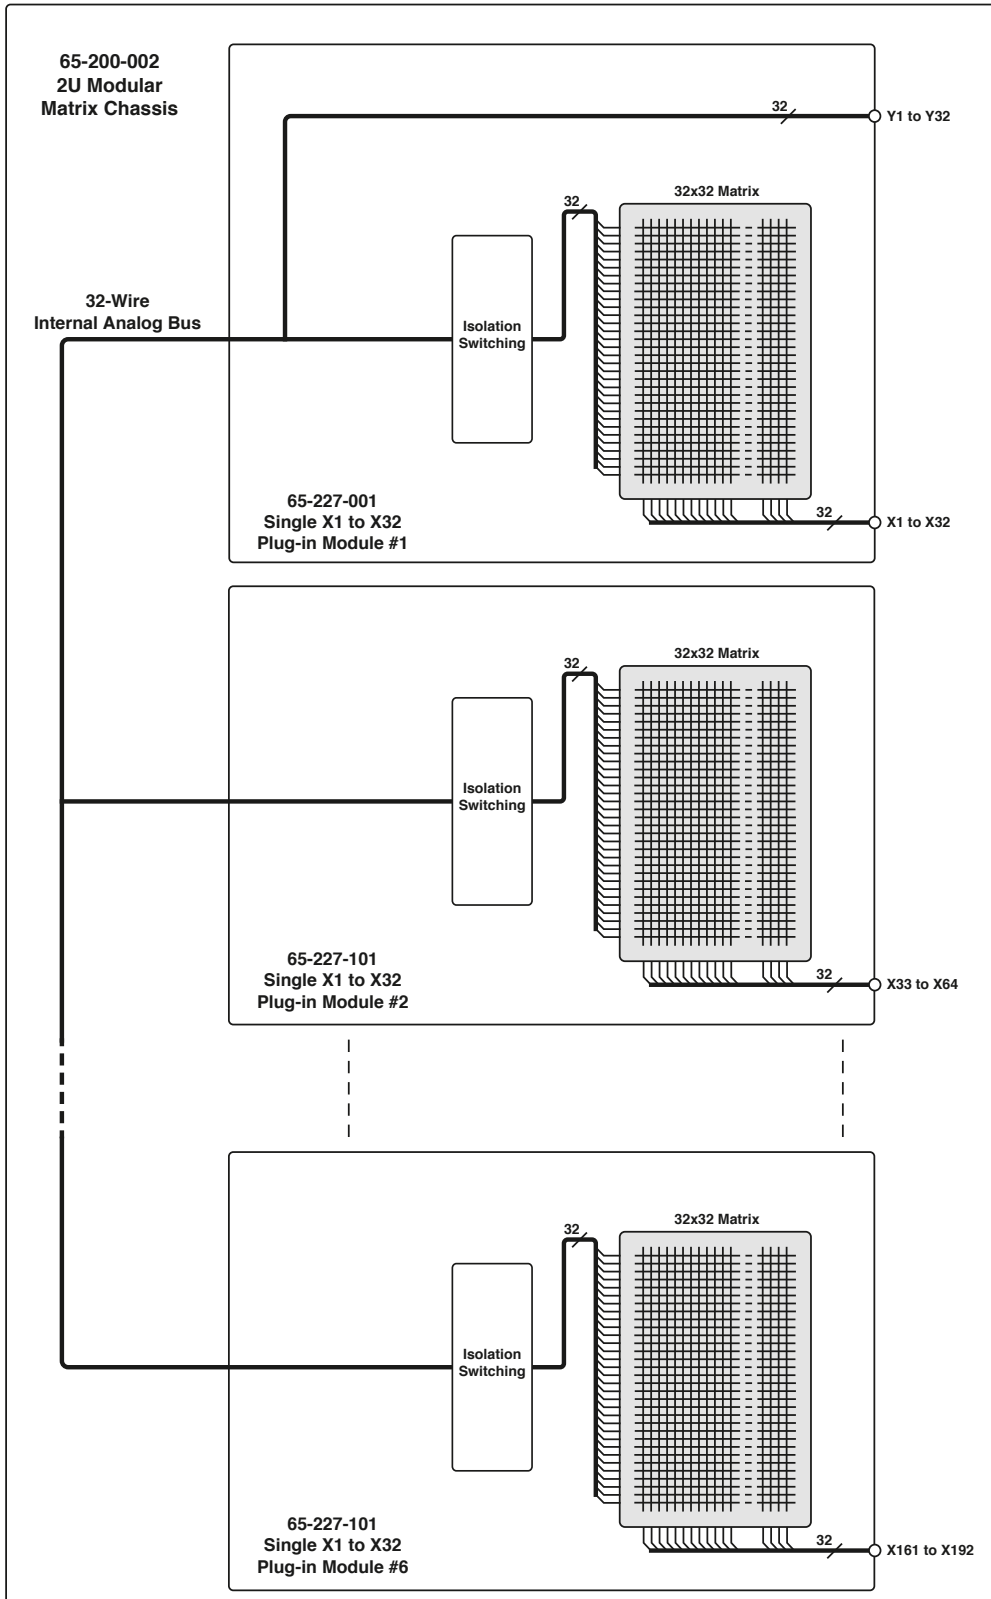 65-200-002
2U Modular
Matrix Chassis
32
Y1 to Y32
32x32 Matrix
32
32-Wire
Internal Analog Bus
Isolation
Switching
65-227-001
Single X1 to X32
Plug-in Module #1
32
X1 to X32
32x32 Matrix
32
Isolation
Switching
65-227-101
Single X1 to X32
Plug-in Module #2
32
X33 to X64
32x32 Matrix
32
Isolation
Switching
65-227-101
Single X1 to X32
Plug-in Module #6
32
X161 to X192